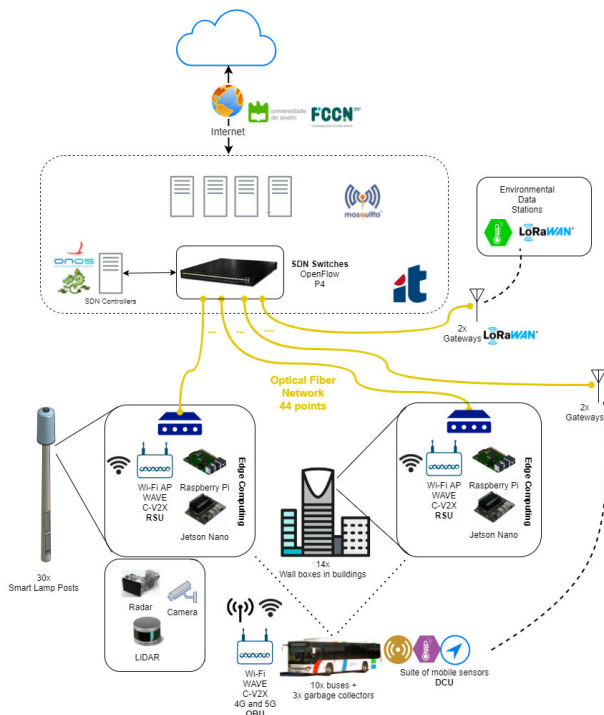 universidade
de aveiro
FCCN
Internet
mosquitto
Environmental
Data
Stations
LoRaWAN
SDN Switches
OpenFlow
P4
onos
it
SDN Controllers
2x
Gateways
LoRaWAN
...
...
...
Optical Fiber
Network
44 points
2x
Gateways
Wi-Fi AP
WAVE
C-V2X
RSU
Raspberry Pi
Jetson Nano
Edge Computing
Wi-Fi AP
WAVE
C-V2X
RSU
Raspberry Pi
Jetson Nano
Edge Computing
30x
Smart Lamp Posts
14x
Wall boxes in buildings
Radar
Camera
LiDAR
Wi-Fi
WAVE
C-V2X
4G and 5G
OBU
10x buses +
3x garbage collectors
Suite of mobile sensors
DCU